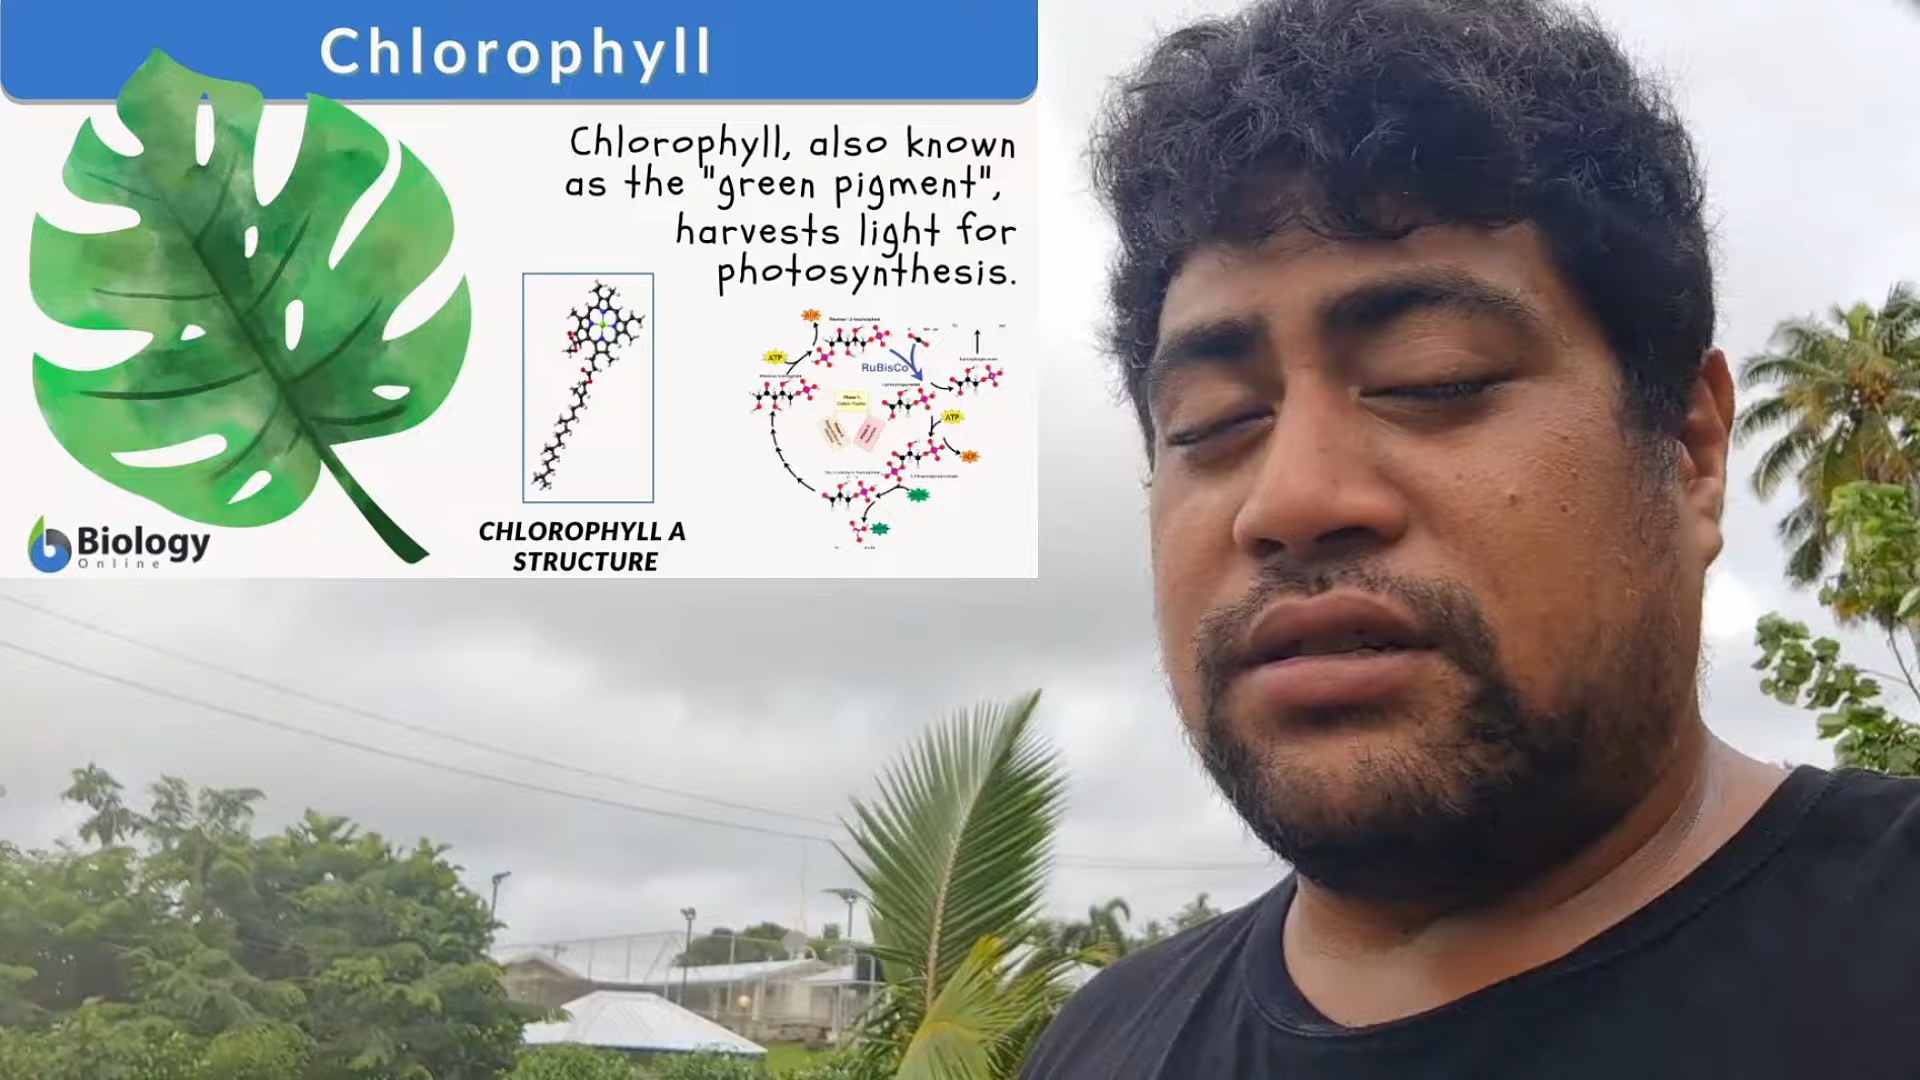 Chlorophyll
Chlorophyll, also known
as the "green pigment",
harvests light for
photosynthesis.
ATP
ADP
RuBisCo
ATP
ADP
CHLOROPHYLL A
STRUCTURE
Biology
Online